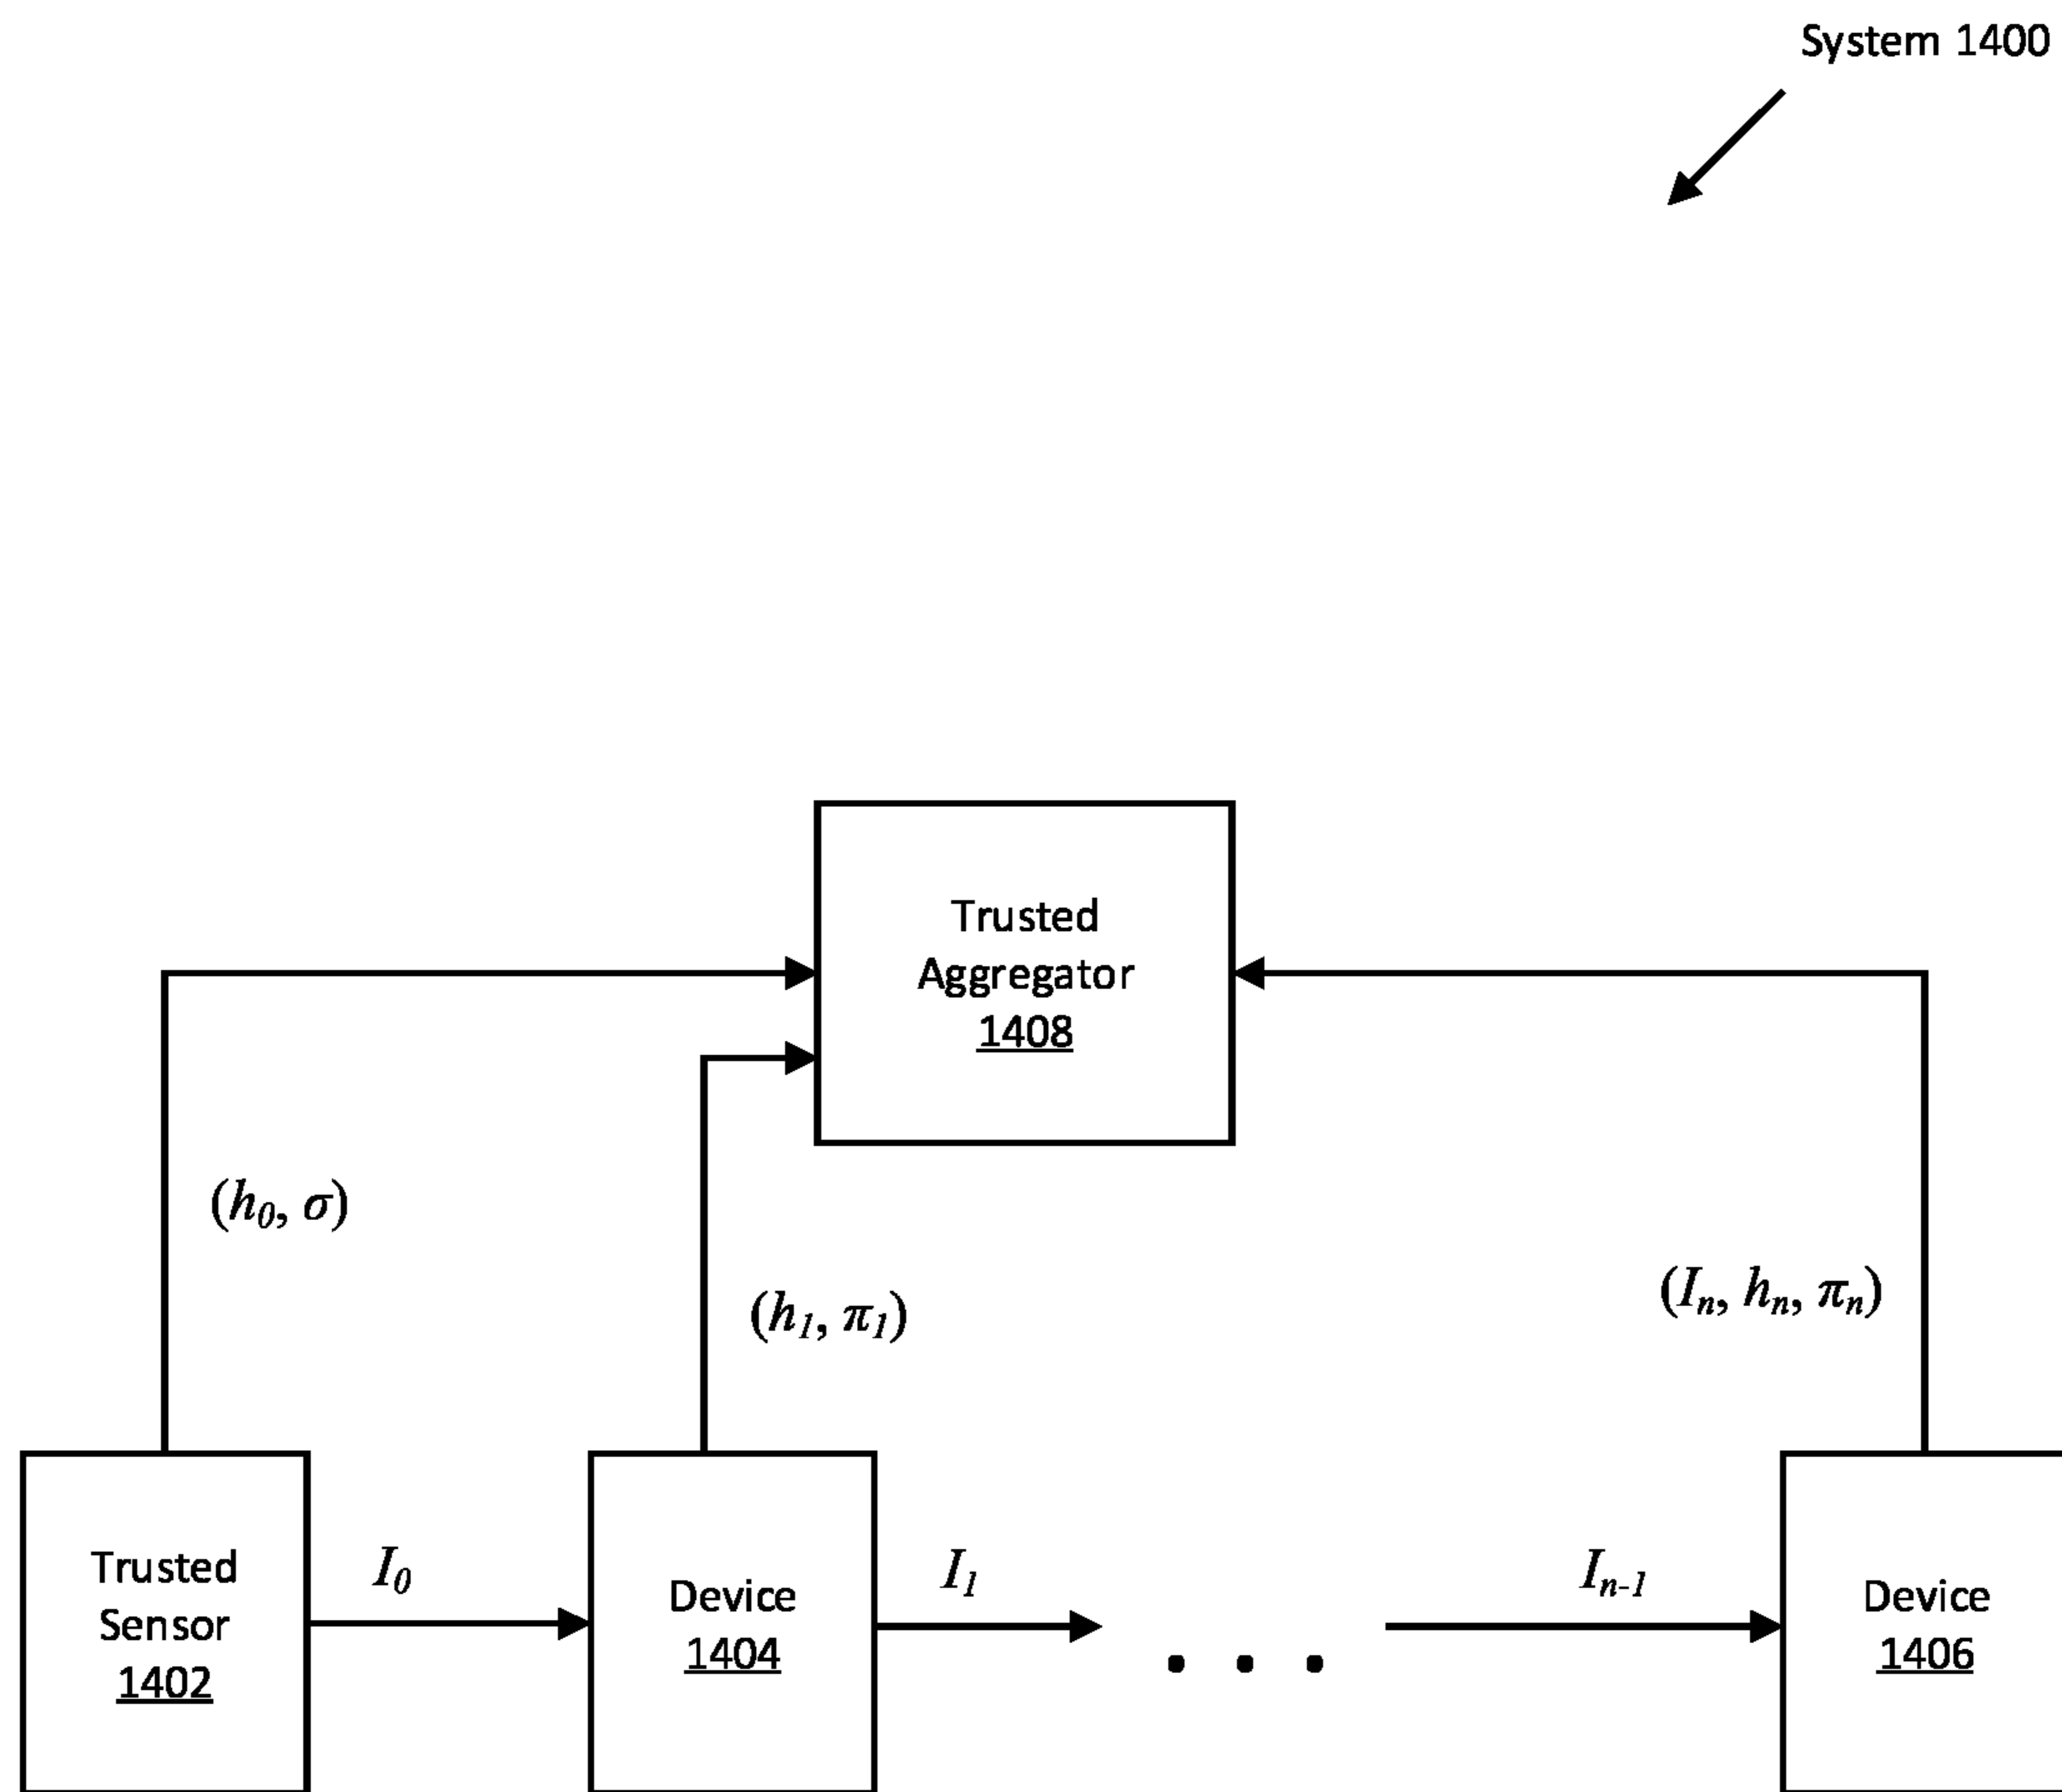 System 1400
Trusted
Aggregator
1408
(h₀, σ)
(h₁, π₁)
(Iₙ, hₙ, πₙ)
Trusted
Sensor
1402
I₀
Device
1404
I₁
. . .
Iₙ₋₁
Device
1406